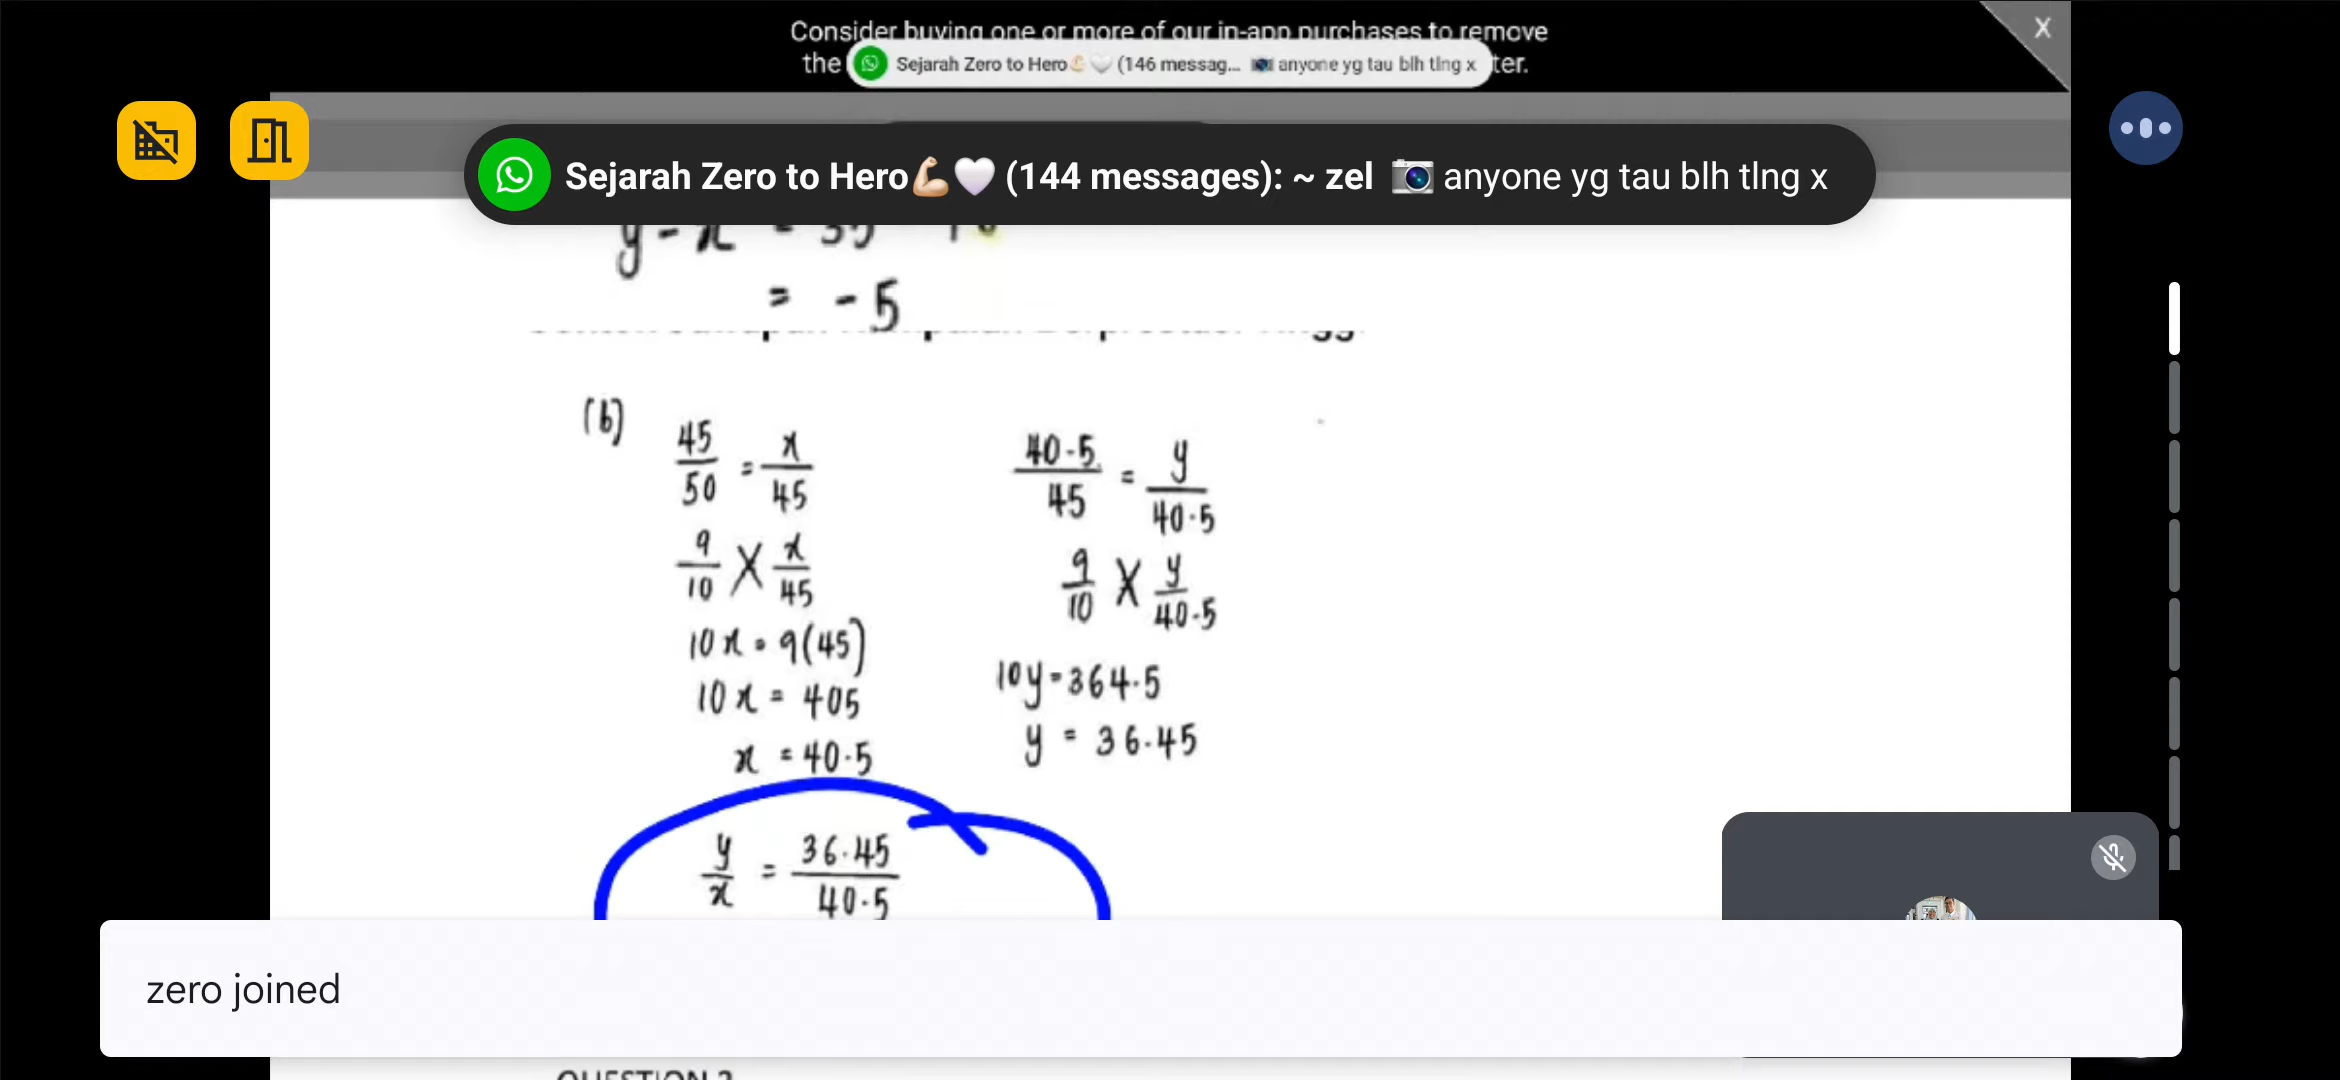 Consider buying one or more of our in-app purchases to remove
the
ter.
Sejarah Zero to Hero💪🏻🤍 (146 messag... 📷 anyone yg tau blh tlng x
X
Sejarah Zero to Hero💪🏻🤍 (144 messages): ~ zel 📷 anyone yg tau blh tlng x
y - x = 35
= -5
(b)
45/50 = x/45
9/10 X x/45
10x = 9(45)
10x = 405
x = 40.5
40.5/45 = y/40.5
9/10 X y/40.5
10y = 364.5
y = 36.45
y/x = 36.45/40.5
zero joined
QUESTION 2